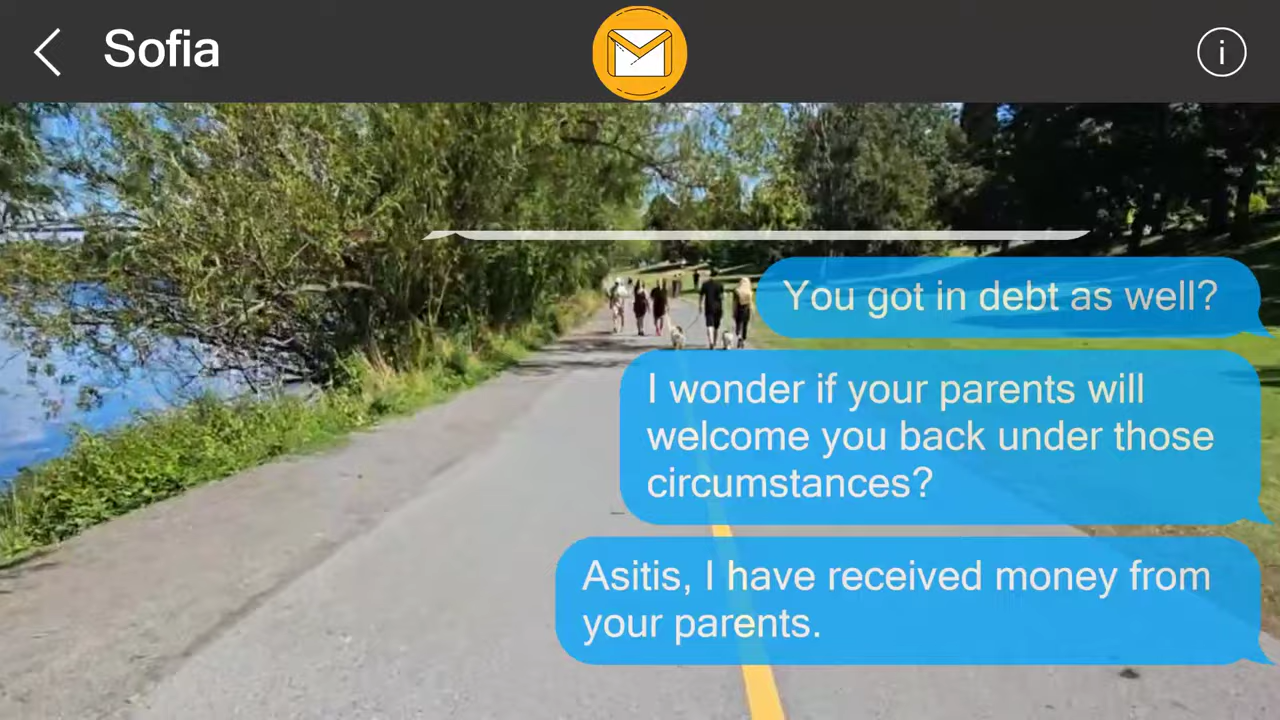 Sofia
i
You got in debt as well?
I wonder if your parents will
welcome you back under those
circumstances?
Asitis, I have received money from
your parents.